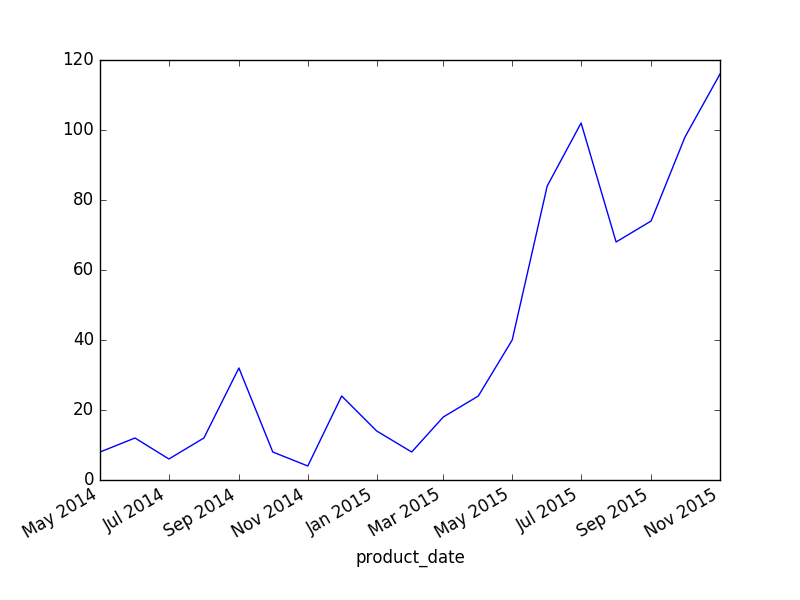 120
100
80
60
40
20
0
May 2014
Jul 2014
Sep 2014
Nov 2014
Jan 2015
Mar 2015
May 2015
Jul 2015
Sep 2015
Nov 2015
product_date